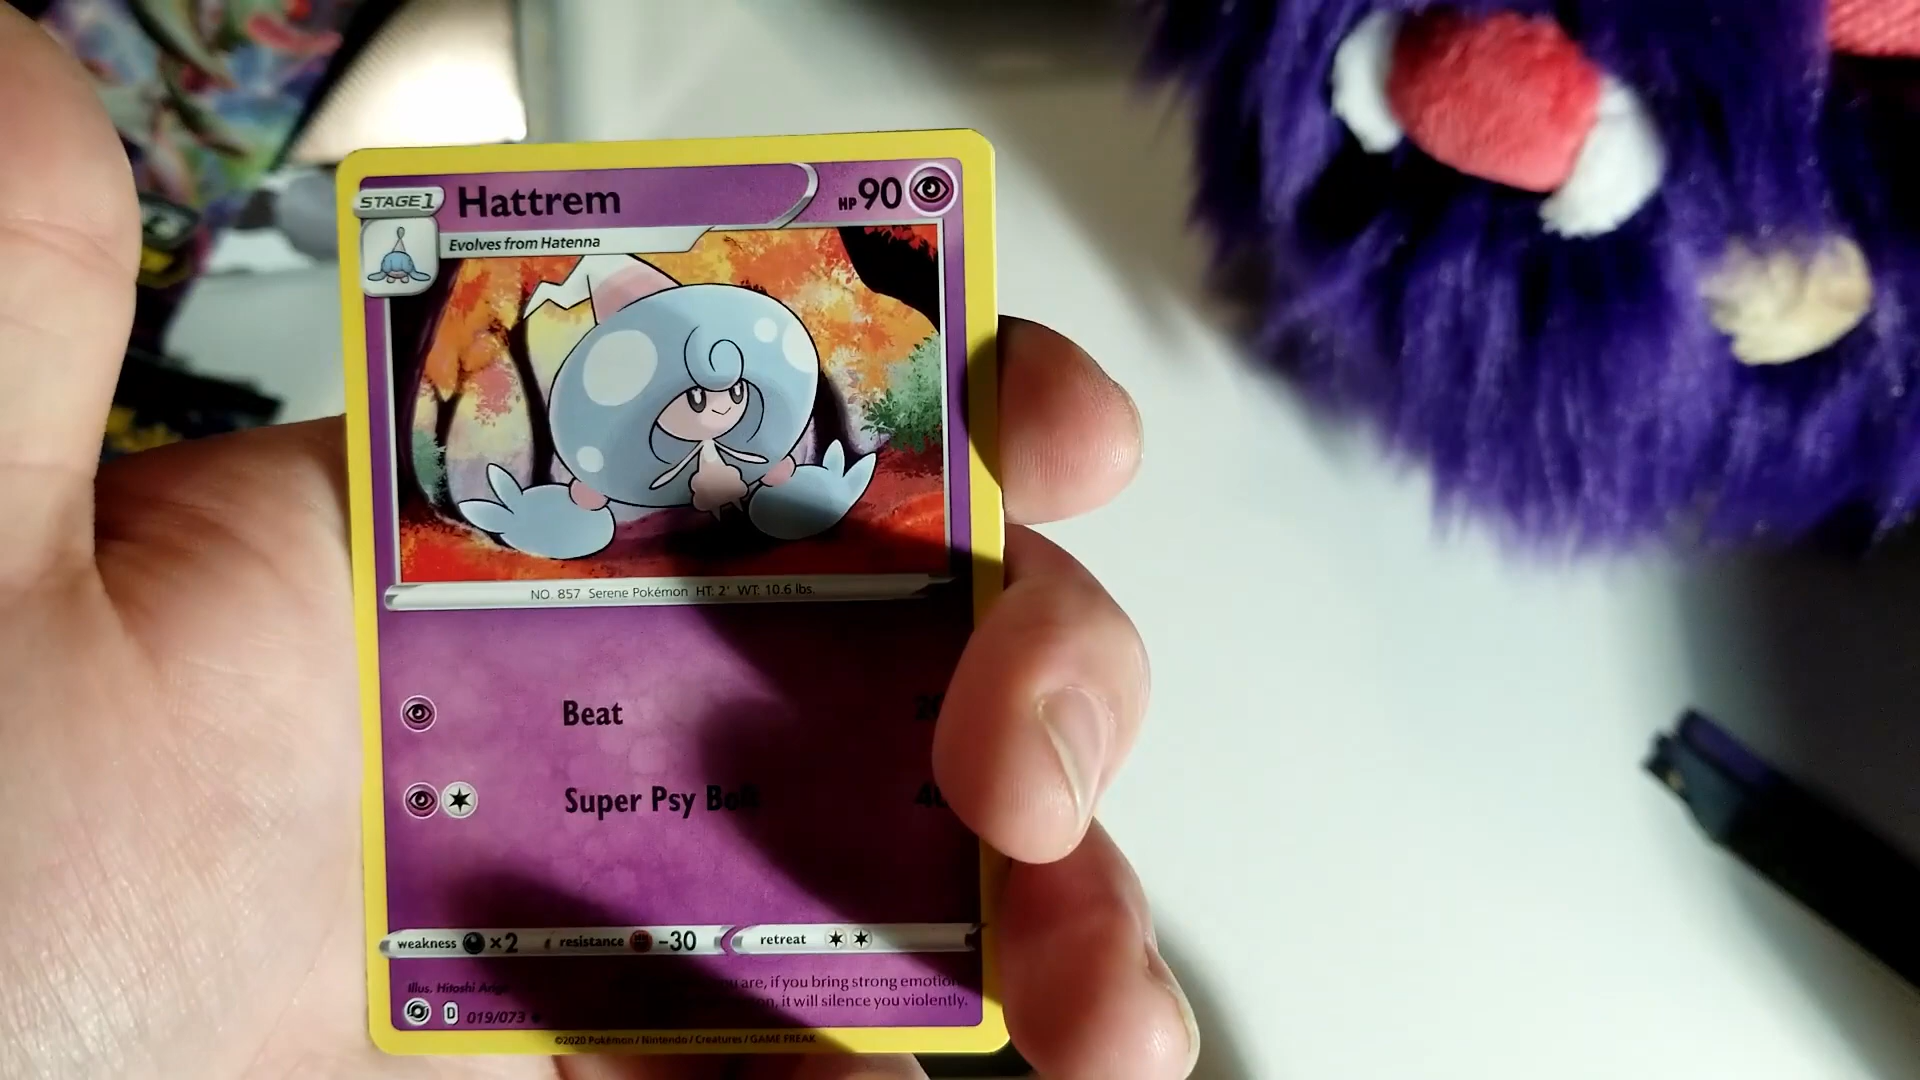 STAGE1
Hattrem
HP 90
Evolves from Hatenna
NO. 857 Serene Pokémon HT: 2' WT: 10.6 lbs.
Beat
Super Psy Bolt
weakness ×2 resistance -30 retreat
Illus. Hitoshi
you are, if you bring strong
it will silence you violently.
D 019/073
©2020 Pokémon / Nintendo / Creatures / GAME FREAK